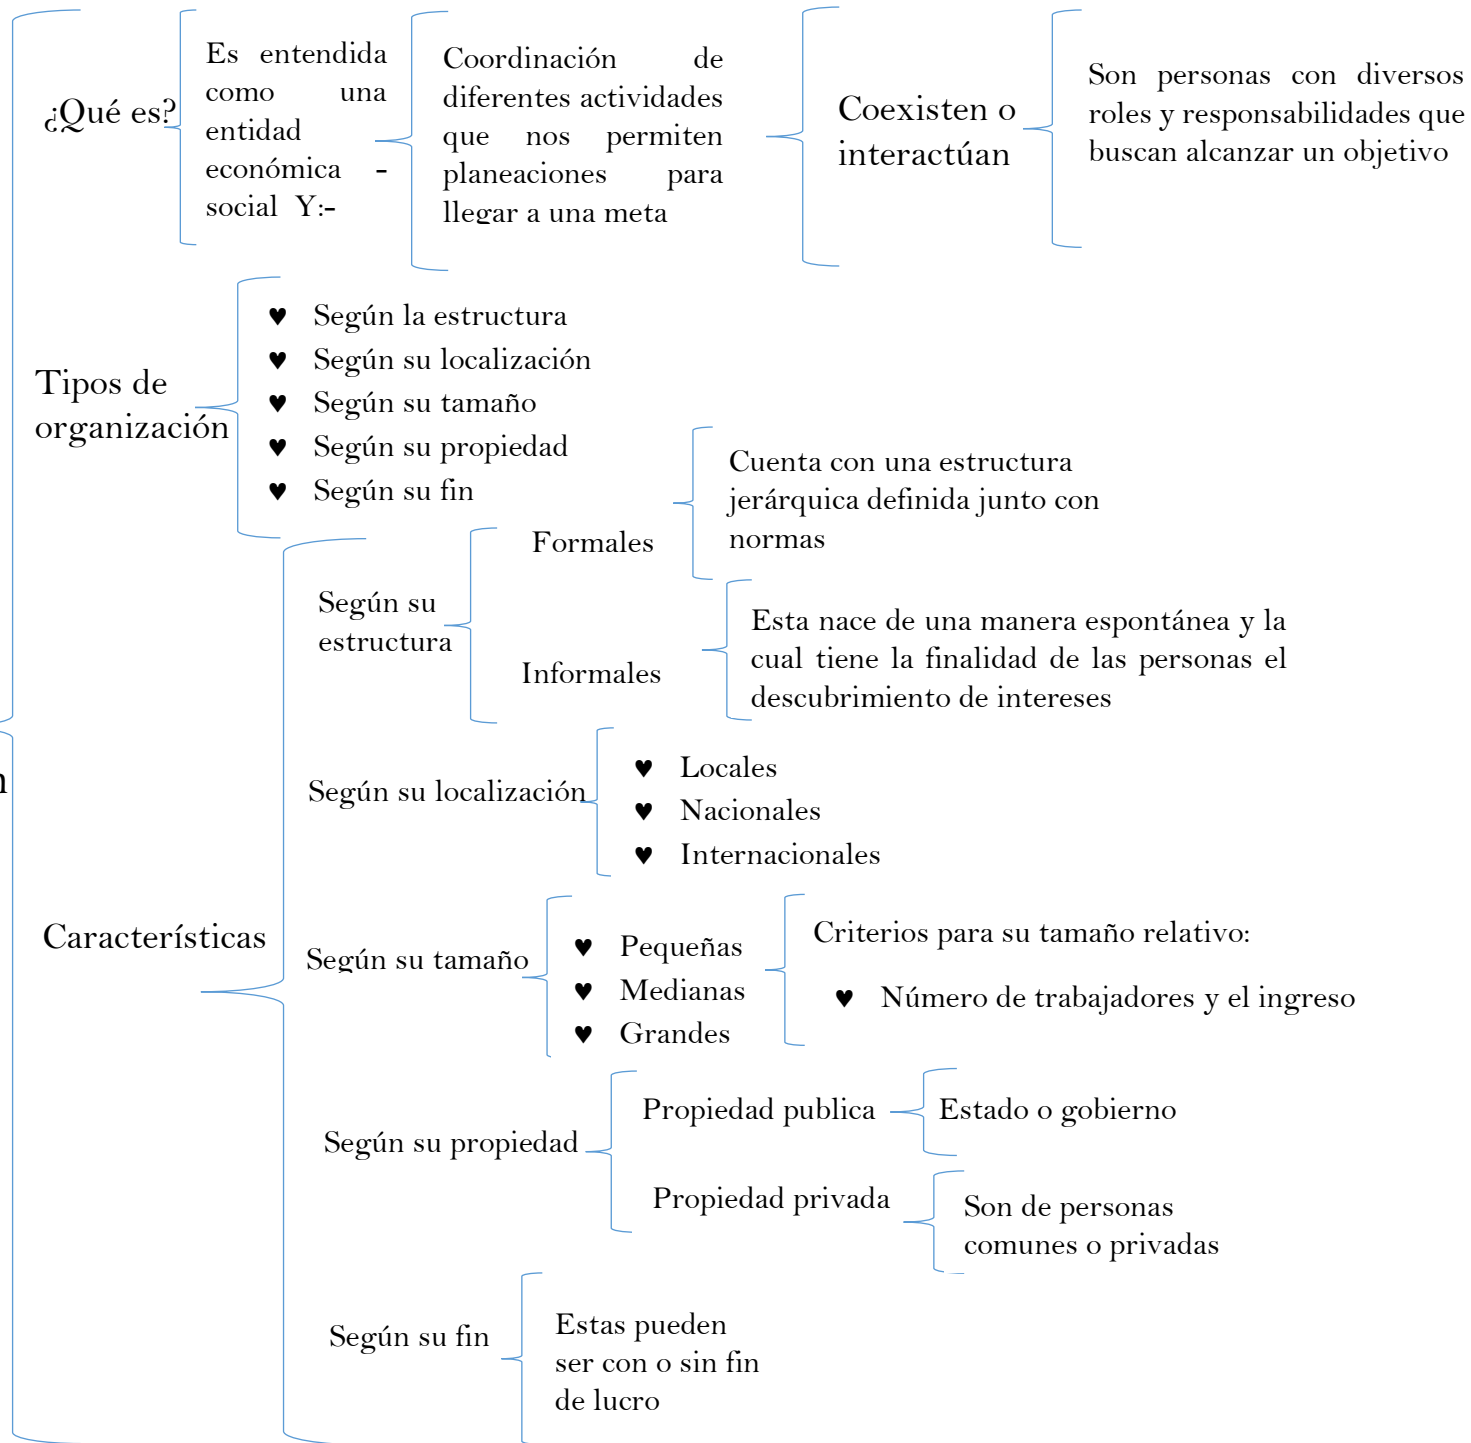 ¿Qué es?
Es entendida
como una
entidad
económica -
social Y:-
Coordinación de
diferentes actividades
que nos permiten
planeaciones para
llegar a una meta
Coexisten o
interactúan
Son personas con diversos
roles y responsabilidades que
buscan alcanzar un objetivo
Tipos de
organización
♥ Según la estructura
♥ Según su localización
♥ Según su tamaño
♥ Según su propiedad
♥ Según su fin
Características
Según su
estructura
Formales
Cuenta con una estructura
jerárquica definida junto con
normas
Informales
Esta nace de una manera espontánea y la
cual tiene la finalidad de las personas el
descubrimiento de intereses
Según su localización
♥ Locales
♥ Nacionales
♥ Internacionales
Según su tamaño
♥ Pequeñas
♥ Medianas
♥ Grandes
Criterios para su tamaño relativo:
♥ Número de trabajadores y el ingreso
Según su propiedad
Propiedad publica
Estado o gobierno
Propiedad privada
Son de personas
comunes o privadas
Según su fin
Estas pueden
ser con o sin fin
de lucro